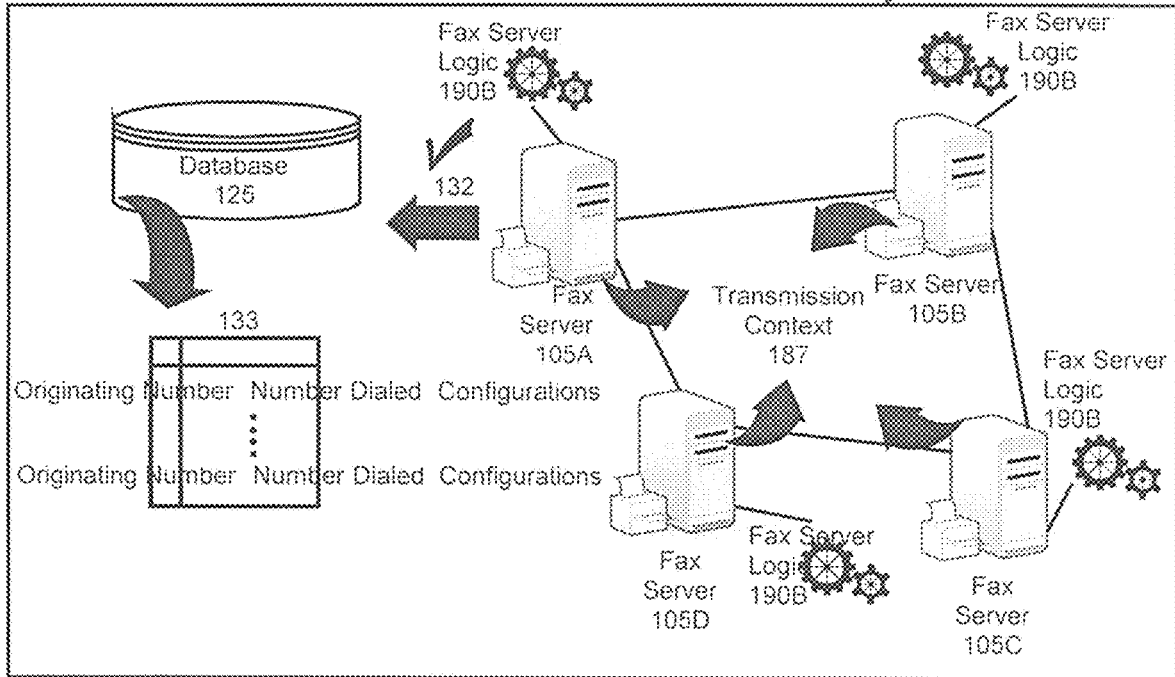 Fax Server
Logic
190B
Fax Server
Logic
190B
Database
125
132
Fax
Server
105A
Fax Server
105B
Transmission
Context
187
133
Originating Number Number Dialed Configurations
Originating Number Number Dialed Configurations
Fax Server
Logic
190B
Fax
Server
105D
Fax Server
Logic
190B
Fax
Server
105C